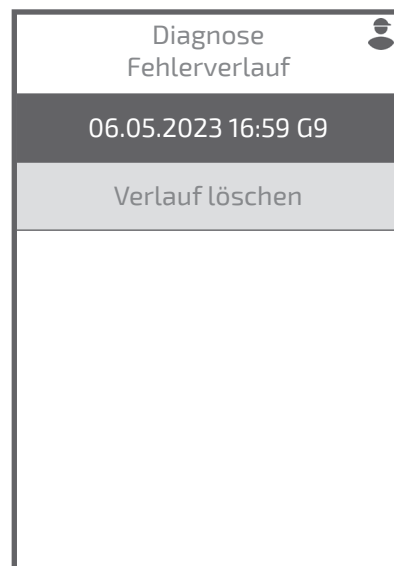 Diagnose
Fehlerverlauf
06.05.2023 16:59 G9
Verlauf löschen